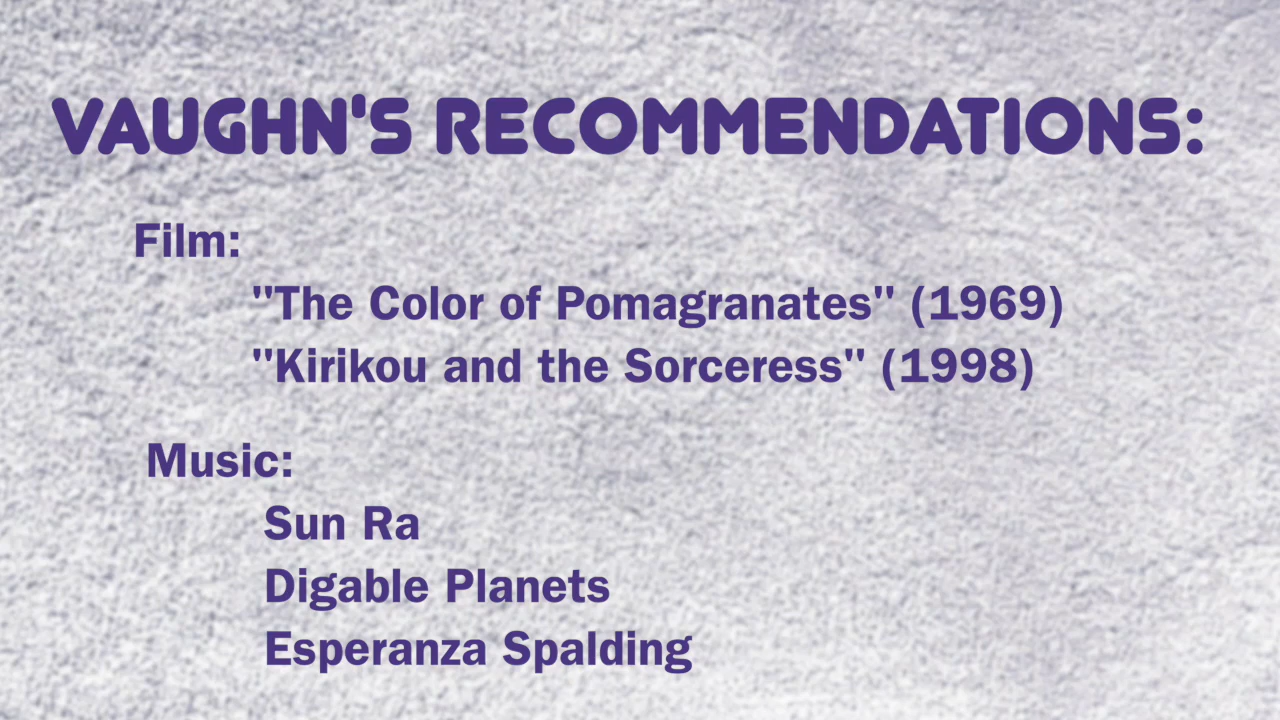 VAUGHN'S RECOMMENDATIONS:
Film:
"The Color of Pomagranates" (1969)
"Kirikou and the Sorceress" (1998)
Music:
Sun Ra
Digable Planets
Esperanza Spalding